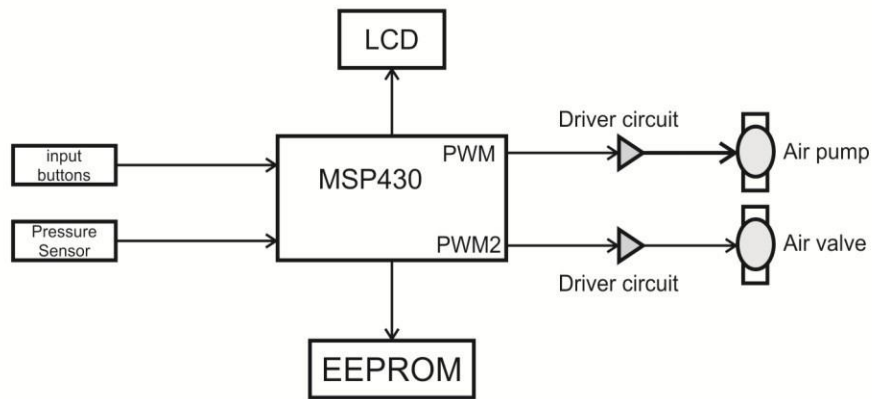 LCD
Driver circuit
input
buttons
PWM
MSP430
Air pump
Pressure
Sensor
PWM2
Air valve
Driver circuit
EEPROM